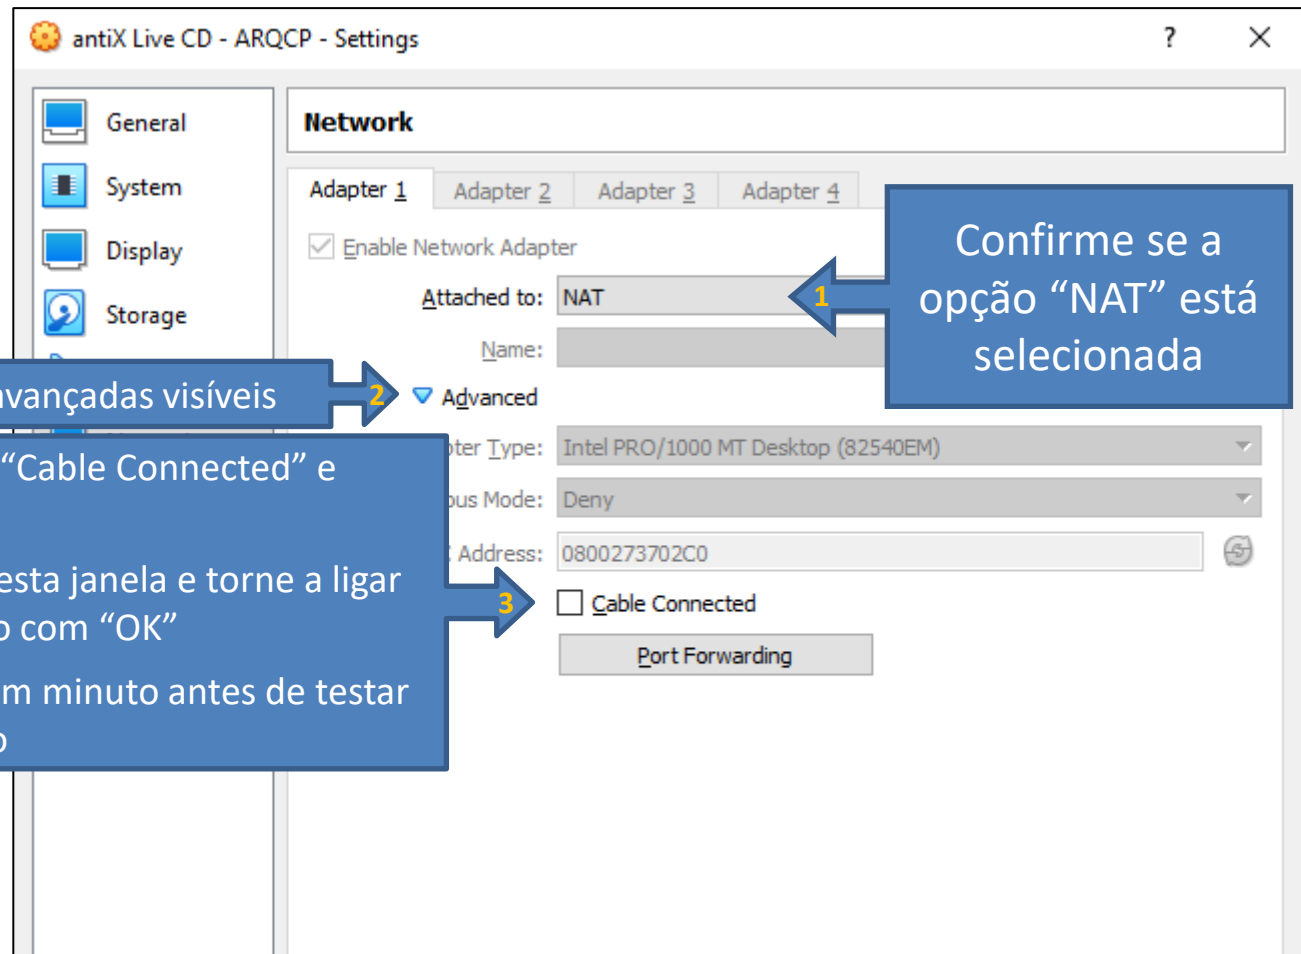 antiX Live CD - ARQCP - Settings
?
General
System
Display
Storage
Network
Adapter 1
Adapter 2
Adapter 3
Adapter 4
Enable Network Adapter
Attached to:
NAT
1
Confirme se a
opção “NAT” está
selecionada
Name:
avançadas visíveis
2
Advanced
Type:
Intel PRO/1000 MT Desktop (82540EM)
Mode:
Deny
Address:
0800273702C0
“Cable Connected” e
esta janela e torne a ligar
com “OK”
minuto antes de testar
3
Cable Connected
Port Forwarding